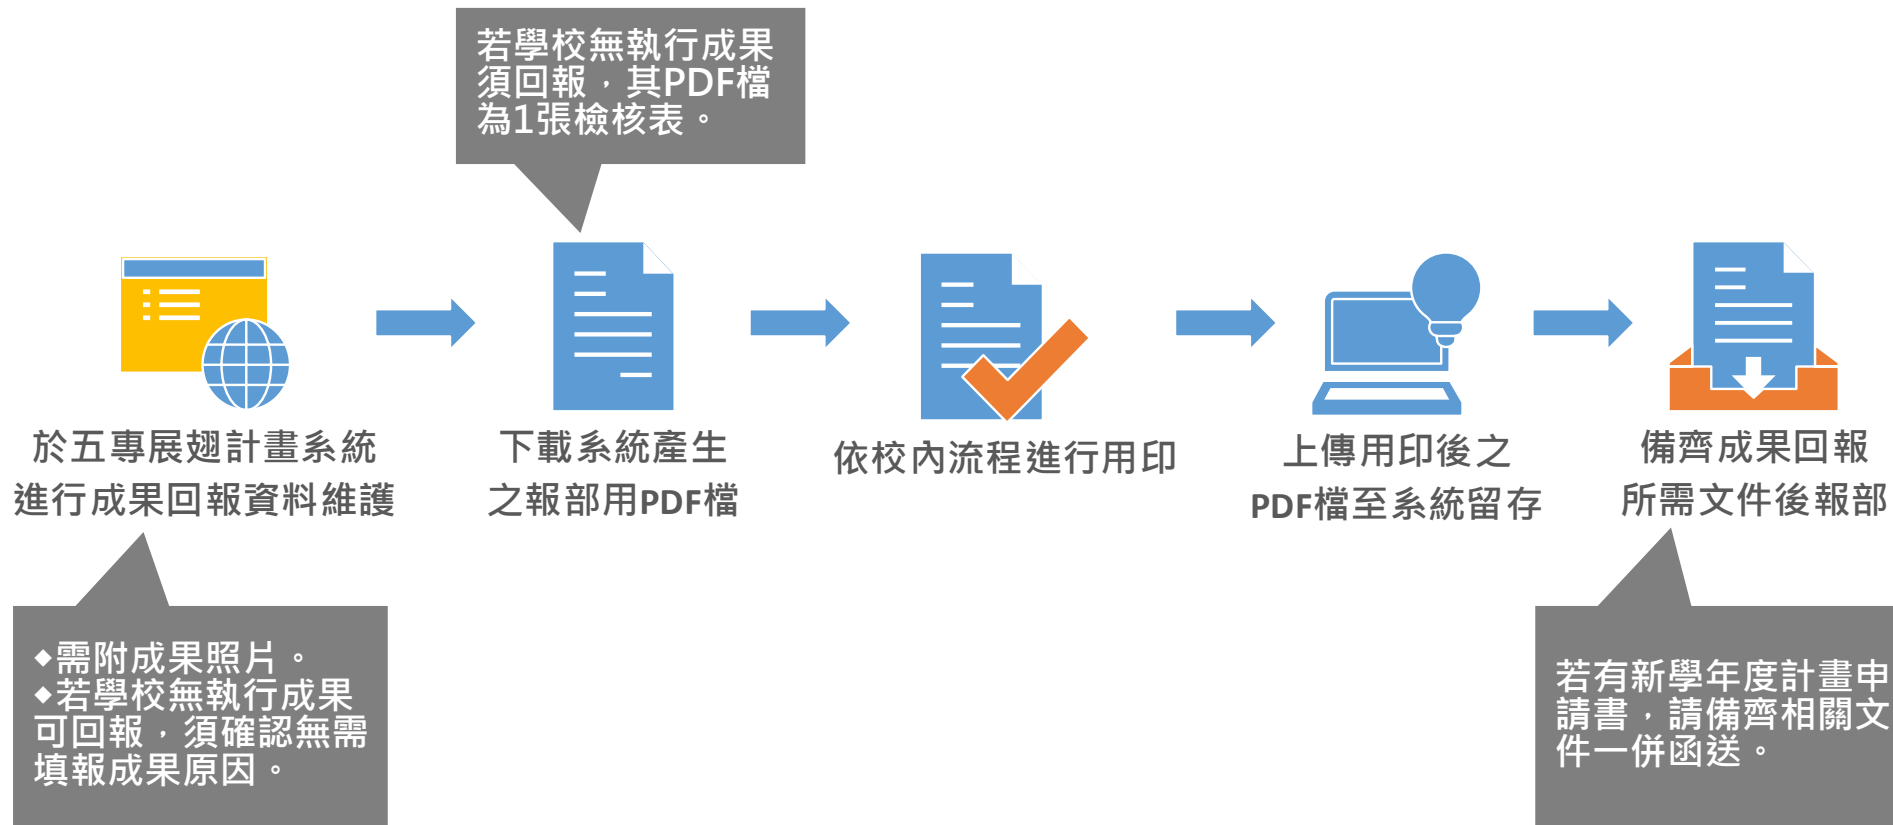 若學校無執行成果
須回報，其PDF檔
為1張檢核表。
於五專展翅計畫系統
進行成果回報資料維護
下載系統產生
之報部用PDF檔
依校內流程進行用印
上傳用印後之
PDF檔至系統留存
備齊成果回報
所需文件後報部
◆需附成果照片。
◆若學校無執行成果
可回報，須確認無需
填報成果原因。
若有新學年度計畫申
請書，請備齊相關文
件一併函送。